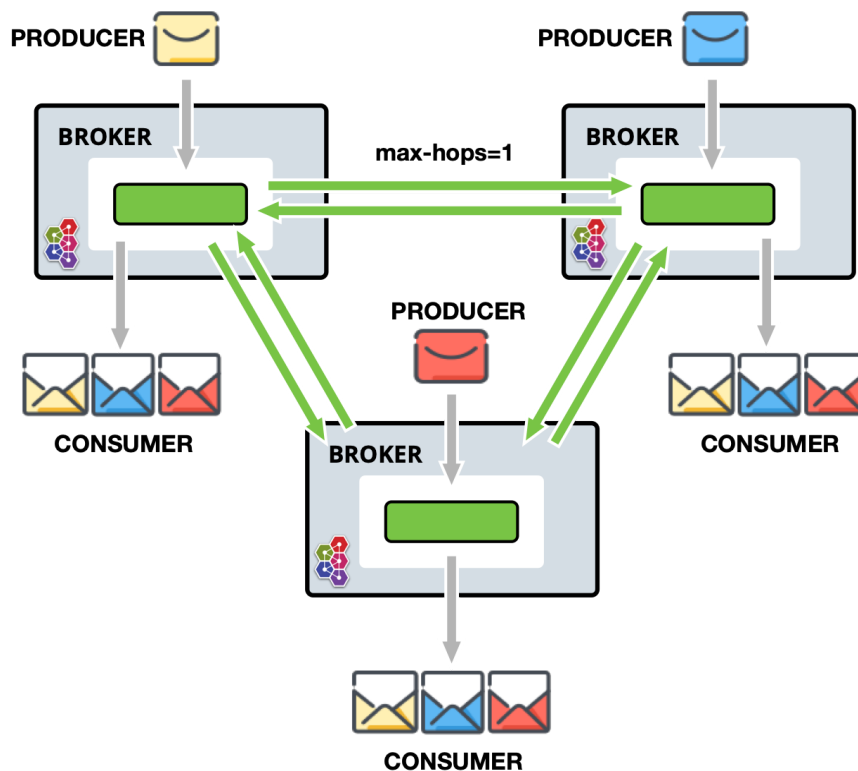 PRODUCER
PRODUCER
BROKER
max-hops=1
BROKER
PRODUCER
CONSUMER
CONSUMER
BROKER
CONSUMER